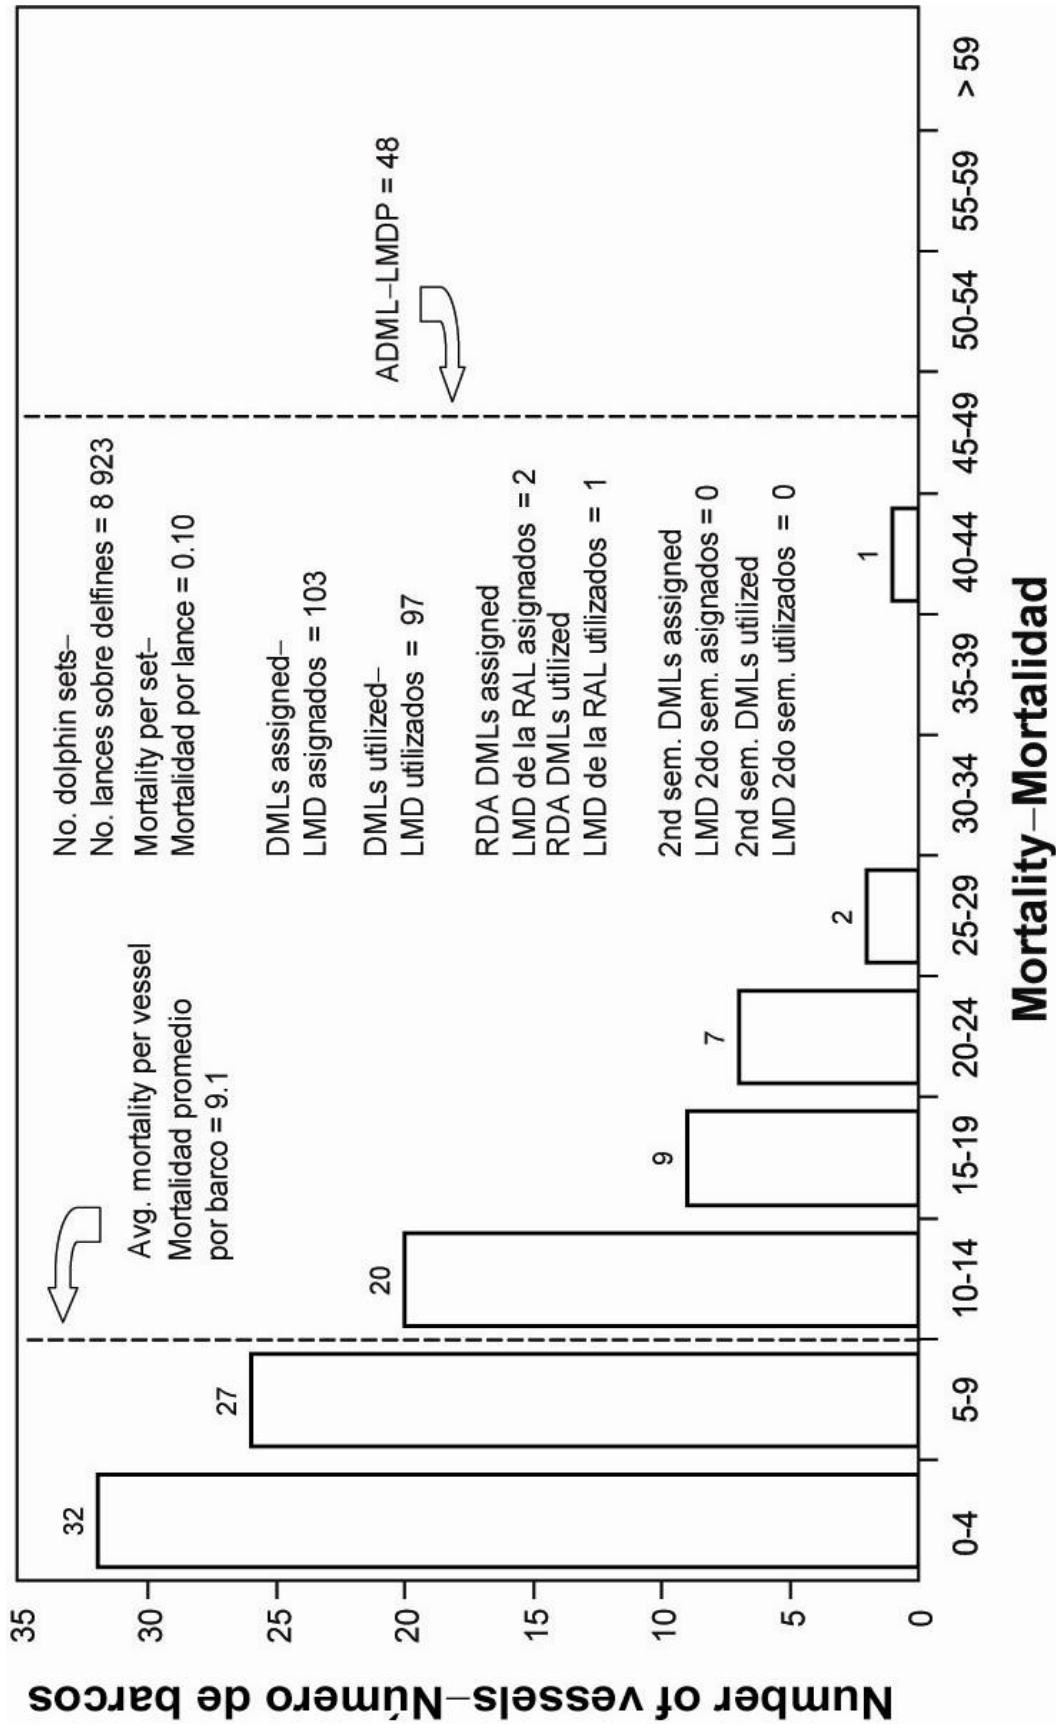 Number of vesssels–Número de barcos
35
30
25
20
15
10
5
0
32
27
20
9
7
2
1
Avg. mortality per vessel
Mortalidad promedio
por barco = 9.1
No. dolphin sets–
No. lances sobre delfines = 8 923
Mortality per set–
Mortalidad por lance = 0.10
DMLs assigned–
LMD asignados = 103
DMLs utilized–
LMD utilizados = 97
RDA DMLs assigned
LMD de la RAL asignados = 2
RDA DMLs utilized
LMD de la RAL utilizados = 1
2nd sem. DMLs assigned
LMD 2do sem. asignados = 0
2nd sem. DMLs utilized
LMD 2do sem. utilizados = 0
ADML–LMDP = 48
0-4
5-9
10-14
15-19
20-24
25-29
30-34
35-39
40-44
45-49
50-54
55-59
> 59
Mortality–Mortalidad